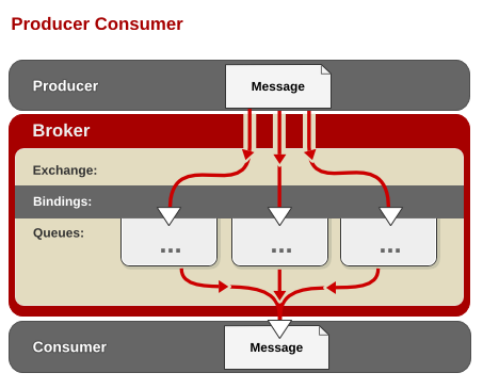 Producer Consumer
Producer
Message
Broker
Exchange:
Bindings:
Queues:
... ... ...
Consumer
Message